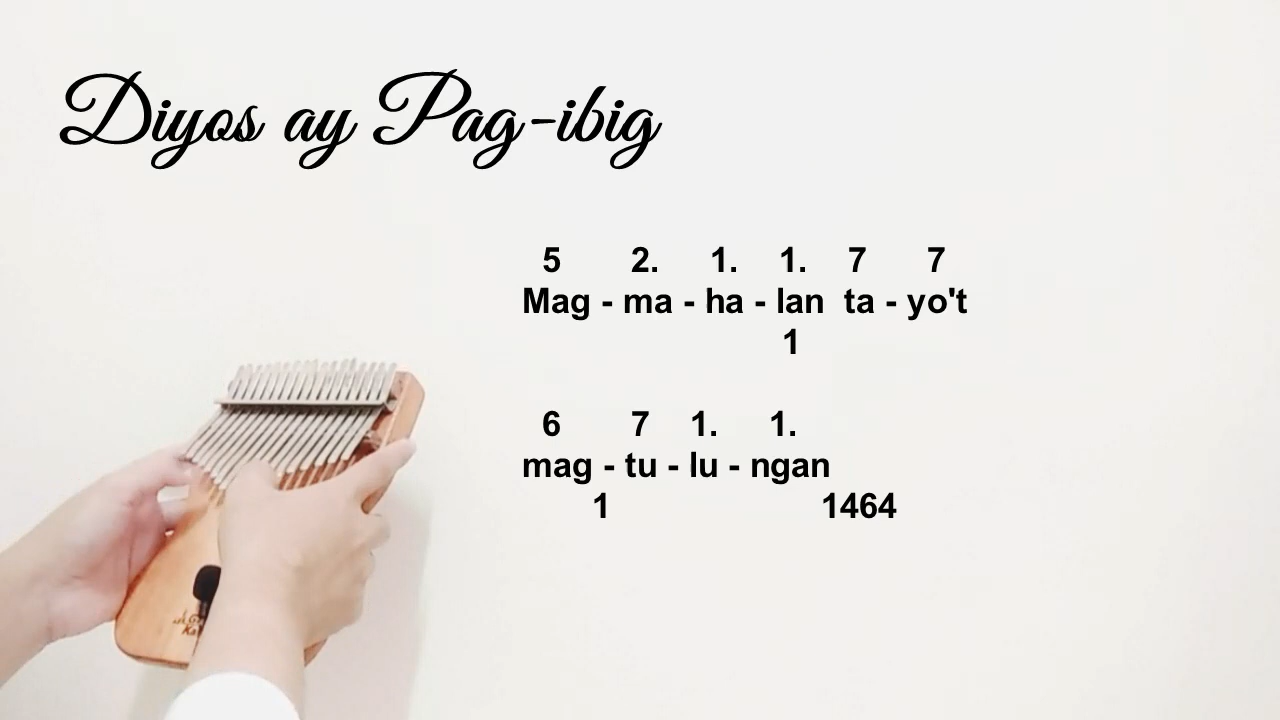 Diyos ay Pag-ibig
5 2. 1. 1. 7 7
Mag - ma - ha - lan ta - yo't
1
6 7 1. 1.
mag - tu - lu - ngan
1 1464